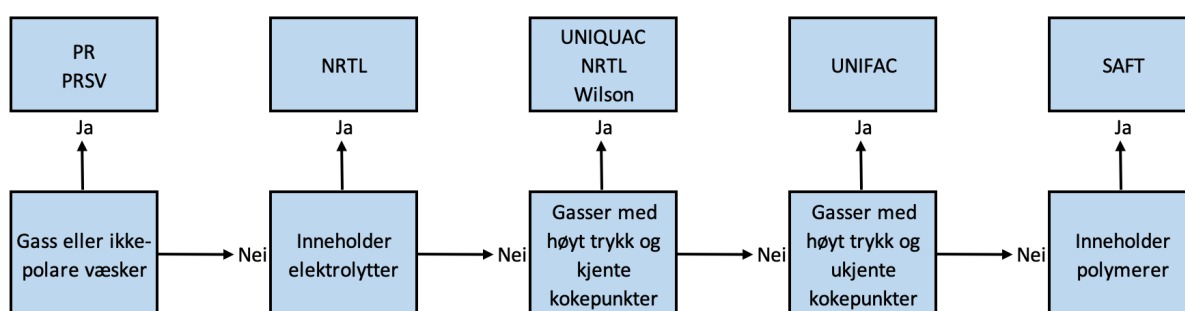 PR
PRSV
NRTL
UNIQUAC
NRTL
Wilson
UNIFAC
SAFT
Ja
Ja
Ja
Ja
Ja
Gass eller ikke-
polare væsker
Nei
Inneholder
elektrolytter
Nei
Gasser med
høyt trykk og
kjente
kokepunkter
Nei
Gasser med
høyt trykk og
ukjente
kokepunkter
Nei
Inneholder
polymerer